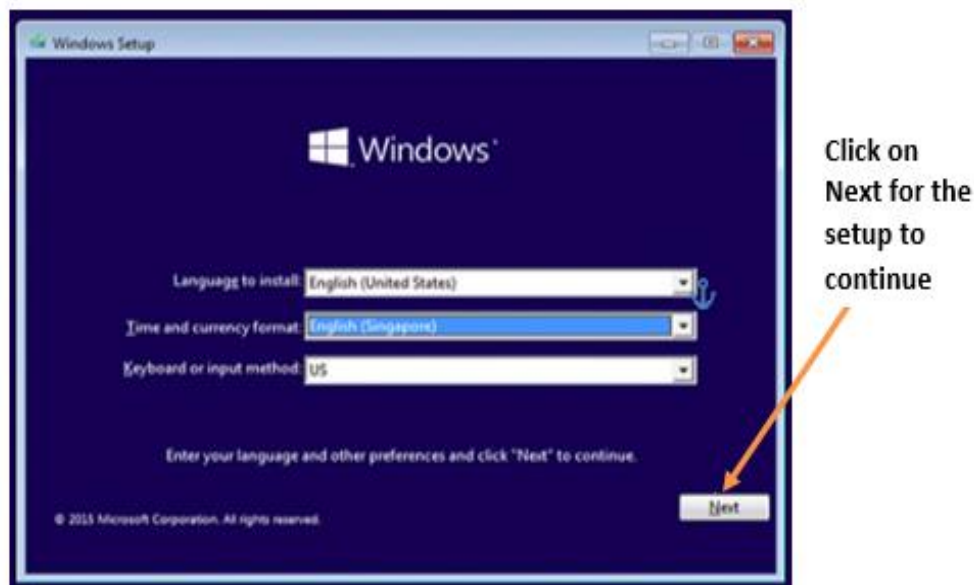 Windows Setup
Windows
Language to install: English (United States)
Time and currency format: English (Singapore)
Keyboard or input method: US
Enter your language and other preferences and click "Next" to continue.
© 2015 Microsoft Corporation. All rights reserved.
Next
Click on
Next for the
setup to
continue